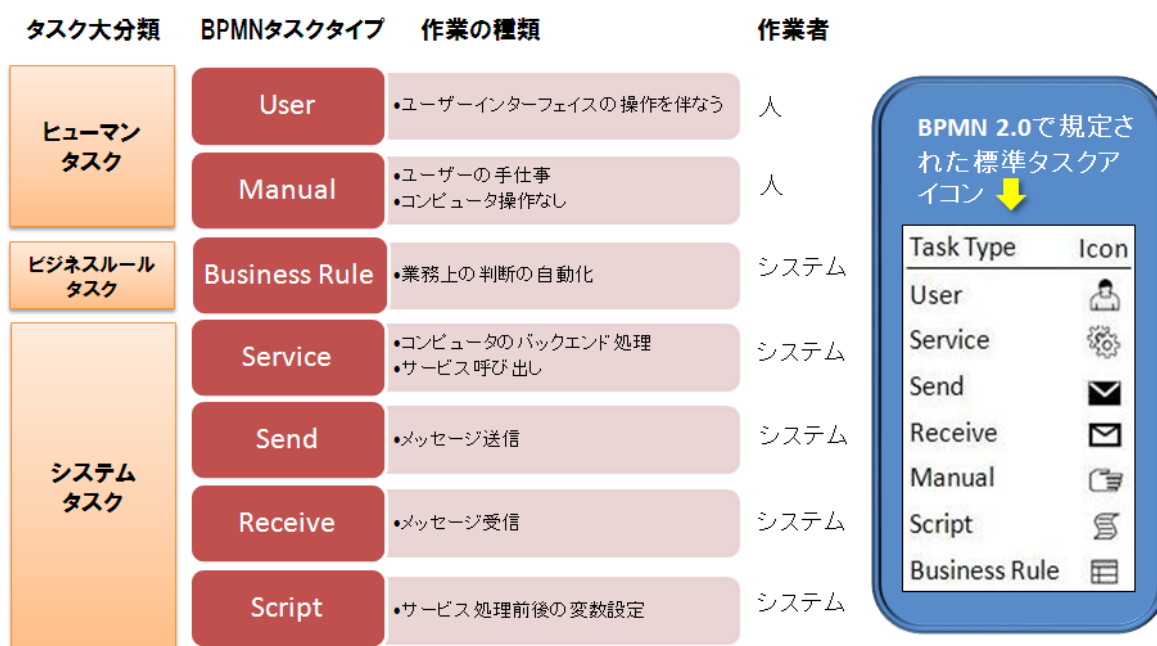 タスク大分類 BPMNタスクタイプ 作業の種類 作業者
ヒューマン
タスク
User
•ユーザーインターフェイスの操作を伴なう
人
Manual
•ユーザーの手仕事
•コンピュータ操作なし
人
ビジネスルール
タスク
Business Rule
•業務上の判断の自動化
システム
システム
タスク
Service
•コンピュータのバックエンド処理
•サービス呼び出し
システム
Send
•メッセージ送信
システム
Receive
•メッセージ受信
システム
Script
•サービス処理前後の変数設定
システム
BPMN 2.0で規定さ
れた標準タスクア
イコン
Task Type Icon
User
Service
Send
Receive
Manual
Script
Business Rule